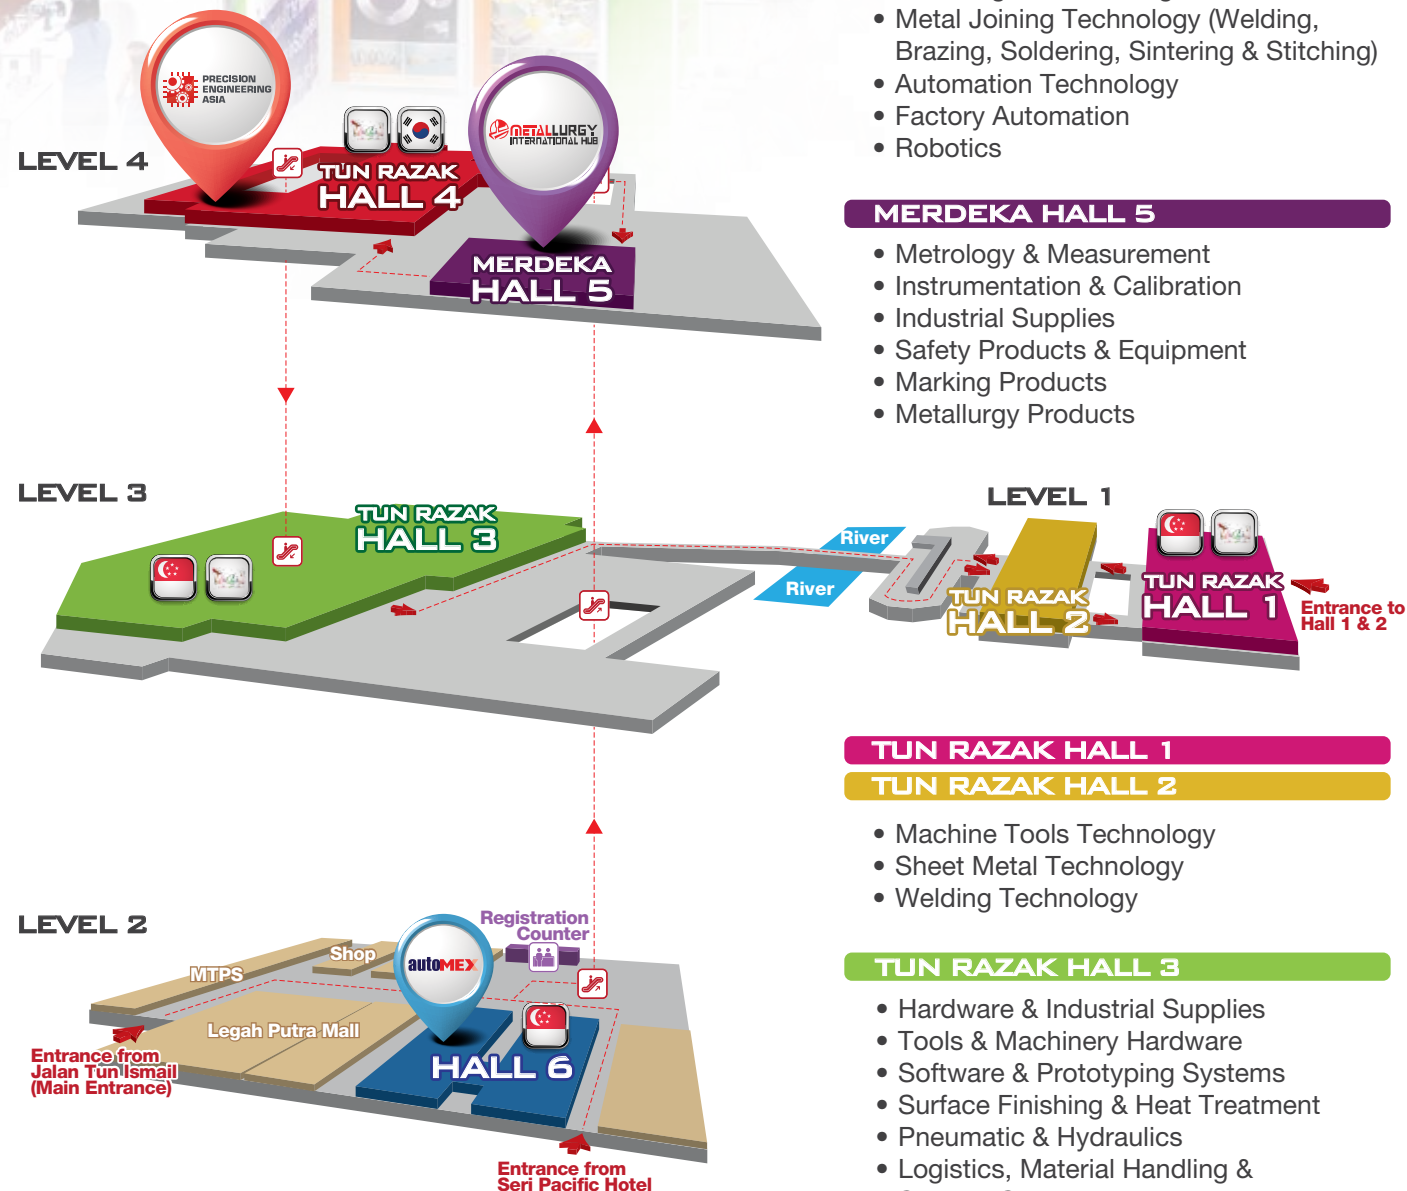 • Metal Joining Technology (Welding,
Brazing, Soldering, Sintering & Stitching)
• Automation Technology
• Factory Automation
• Robotics
PRECISION
ENGINEERING
ASIA
METALLURGY
INTERNATIONAL HUB
LEVEL 4
TUN RAZAK
HALL 4
MERDEKA
HALL 5
MERDEKA HALL 5
• Metrology & Measurement
• Instrumentation & Calibration
• Industrial Supplies
• Safety Products & Equipment
• Marking Products
• Metallurgy Products
LEVEL 3
TUN RAZAK
HALL 3
River
River
LEVEL 1
TUN RAZAK
HALL 2
TUN RAZAK
HALL 1
Entrance to
Hall 1 & 2
TUN RAZAK HALL 1
TUN RAZAK HALL 2
• Machine Tools Technology
• Sheet Metal Technology
• Welding Technology
LEVEL 2
Registration
Counter
MTPS
Shop
autoMEX
Legah Putra Mall
HALL 6
Entrance from
Jalan Tun Ismail
(Main Entrance)
Entrance from
Seri Pacific Hotel
TUN RAZAK HALL 3
• Hardware & Industrial Supplies
• Tools & Machinery Hardware
• Software & Prototyping Systems
• Surface Finishing & Heat Treatment
• Pneumatic & Hydraulics
• Logistics, Material Handling &